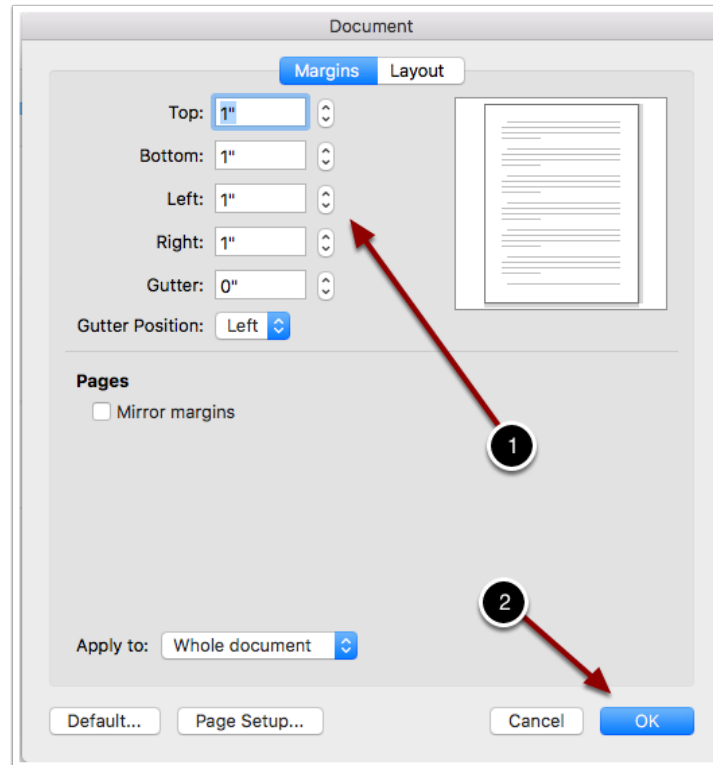 Document
Margins Layout
Top: 1"
Bottom: 1"
Left: 1"
Right: 1"
Gutter: 0"
Gutter Position: Left
Pages
Mirror margins
1
2
Apply to: Whole document
Default... Page Setup... Cancel OK